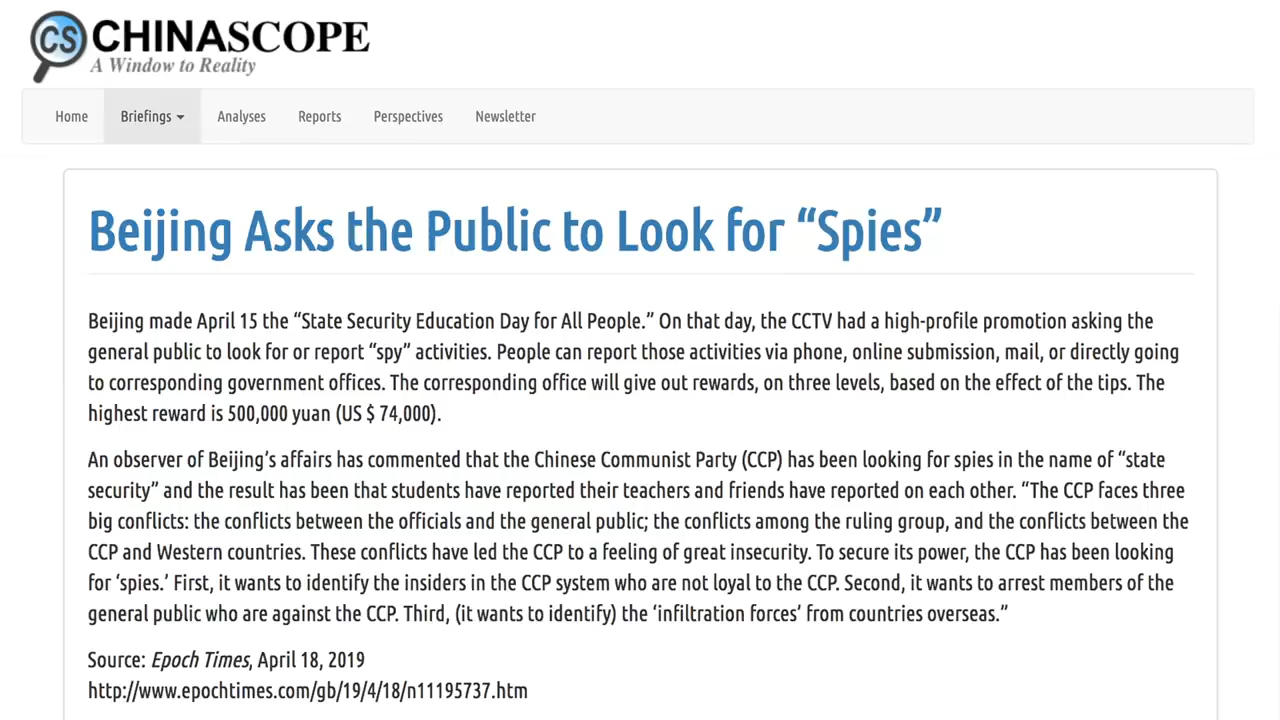 CS CHINASCOPE
A Window to Reality
Home Briefings Analyses Reports Perspectives Newsletter
Beijing Asks the Public to Look for “Spies”
Beijing made April 15 the “State Security Education Day for All People.” On that day, the CCTV had a high-profile promotion asking the
general public to look for or report “spy” activities. People can report those activities via phone, online submission, mail, or directly going
to corresponding government offices. The corresponding office will give out rewards, on three levels, based on the effect of the tips. The
highest reward is 500,000 yuan (US $ 74,000).
An observer of Beijing’s affairs has commented that the Chinese Communist Party (CCP) has been looking for spies in the name of “state
security” and the result has been that students have reported their teachers and friends have reported on each other. “The CCP faces three
big conflicts: the conflicts between the officials and the general public; the conflicts among the ruling group, and the conflicts between the
CCP and Western countries. These conflicts have led the CCP to a feeling of great insecurity. To secure its power, the CCP has been looking
for ‘spies.’ First, it wants to identify the insiders in the CCP system who are not loyal to the CCP. Second, it wants to arrest members of the
general public who are against the CCP. Third, (it wants to identify) the ‘infiltration forces’ from countries overseas.”
Source: Epoch Times, April 18, 2019
http://www.epochtimes.com/gb/19/4/18/n11195737.htm